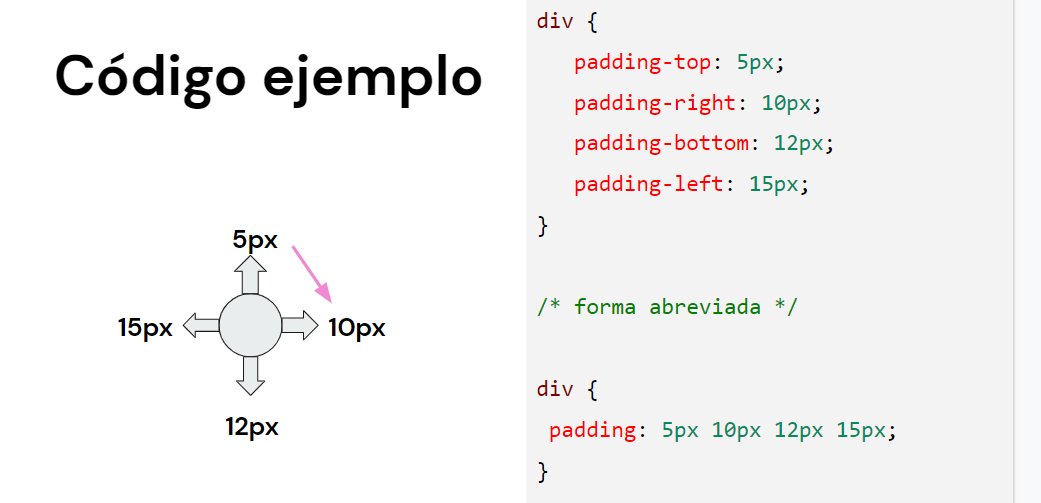 Código ejemplo
5px
15px
10px
12px
div {
padding-top: 5px;
padding-right: 10px;
padding-bottom: 12px;
padding-left: 15px;
}
/* forma abreviada */
div {
padding: 5px 10px 12px 15px;
}